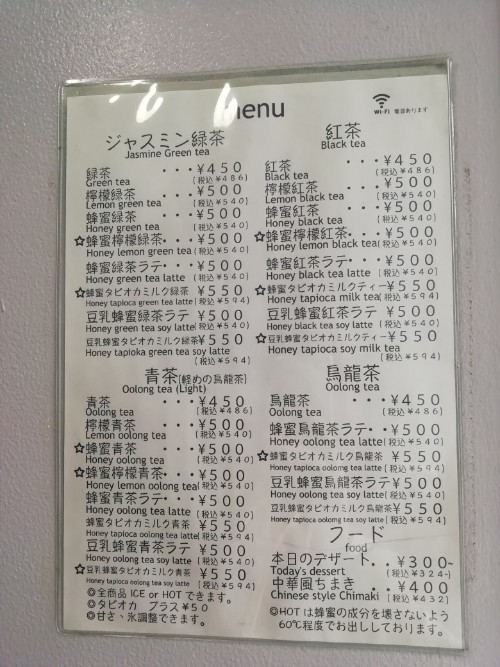 menu
Wi-Fi 電源あります
ジャスミン緑茶
Jasmine Green tea
緑茶 ・・・¥450
Green tea (税込¥486)
檸檬緑茶 ・・・¥500
Lemon green tea (税込¥540)
蜂蜜緑茶 ・・・¥500
Honey green tea (税込¥540)
☆蜂蜜檸檬緑茶・・・¥500
Honey lemon green tea (税込¥540)
蜂蜜緑茶ラテ・・¥500
Honey green tea latte (税込¥540)
☆蜂蜜タピオカミルク緑茶 ¥550
Honey tapioca green tea latte (税込¥594)
豆乳蜂蜜緑茶ラテ ¥500
Honey green tea soy latte (税込¥540)
☆豆乳蜂蜜タピオカミルク緑茶 ¥550
Honey tapioka green tea soy latte
(税込¥594)
紅茶
Black tea
紅茶 ・・・¥450
Black tea (税込¥486)
檸檬紅茶 ・・・¥500
Lemon black tea (税込¥540)
蜂蜜紅茶 ・・・¥500
Honey black tea (税込¥540)
☆蜂蜜檸檬紅茶・・・¥500
Honey lemon black tea (税込¥540)
蜂蜜紅茶ラテ・・¥500
Honey black tea latte (税込¥540)
☆蜂蜜タピオカミルクティー ¥550
Honey tapioca milk tea (税込¥594)
豆乳蜂蜜紅茶ラテ ¥500
Honey black tea soy latte (税込¥540)
☆豆乳蜂蜜タピオカミルクティー ¥550
Honey tapioca soy milk tea
(税込¥594)
青茶(軽めの烏龍茶)
Oolong tea (Light)
青茶 ・・・¥450
Oolong tea (税込¥486)
檸檬青茶 ・・・¥500
Lemon oolong tea (税込¥540)
☆蜂蜜青茶 ・・・¥500
Honey oolong tea (税込¥540)
☆蜂蜜檸檬青茶・・・¥500
Honey lemon oolong tea (税込¥540)
蜂蜜青茶ラテ・・・¥500
Honey oolong tea latte (税込¥540)
蜂蜜タピオカミルク青茶 ¥550
Honey tapioca oolong tea latte (税込¥594)
豆乳蜂蜜青茶ラテ ¥500
Honey oolong tea soy latte (税込¥540)
☆豆乳蜂蜜タピオカミルク青茶 ¥550
Honey tapioca oolong tea soy latte (税込¥594)
◎全商品 ICE or HOT できます。
◎タピオカ プラス¥50
◎甘さ、氷調整できます。
烏龍茶
Oolong tea
烏龍茶 ・・・¥450
Oolong tea (税込¥486)
蜂蜜烏龍茶ラテ・・¥500
Honey oolong tea latte (税込¥540)
☆蜂蜜タピオカミルク烏龍茶 ¥550
Honey tapioca oolong tea latte (税込¥594)
豆乳蜂蜜烏龍茶ラテ ¥500
Honey oolong tea soy latte (税込¥540)
豆乳蜂蜜タピオカミルク烏龍茶 ¥550
Honey tapioca oolong tea soy latte (税込¥594)
フード
food
本日のデザート・・¥300~
Today's dessert (税込¥324~)
中華風ちまき ・・¥400
Chinese style Chimaki (税込¥432)
◎HOT は蜂蜜の成分を壊さないよう
60℃程度でお出ししております。